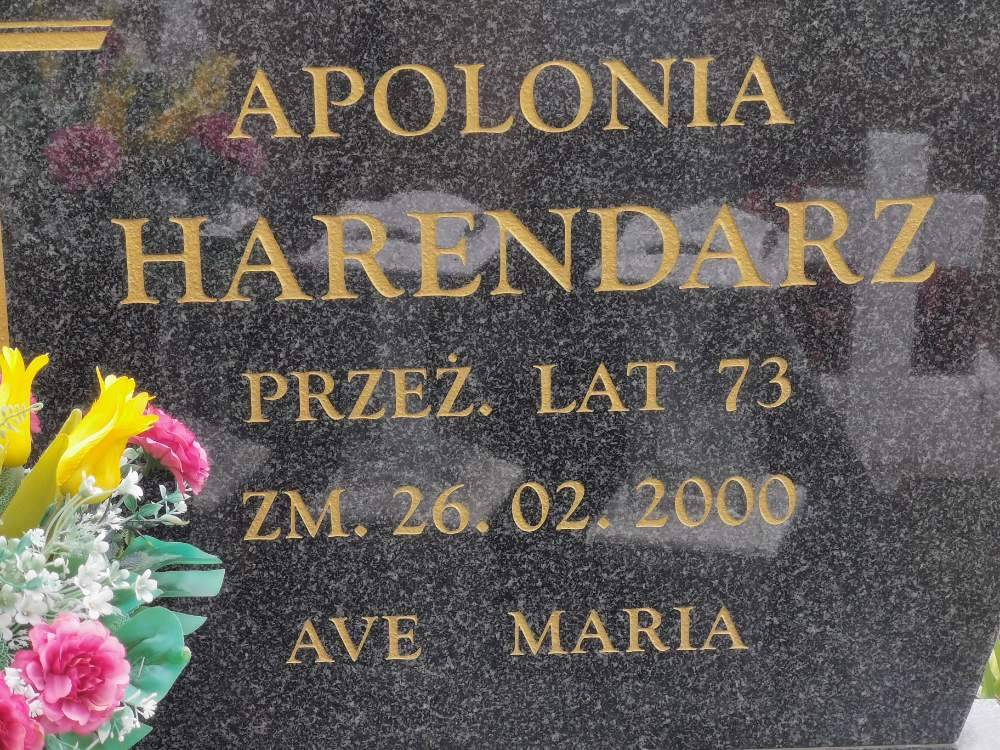 APOLONIA
HARENDARZ
PRZEŻ. LAT 73
ZM. 26. 02. 2000
AVE MARIA